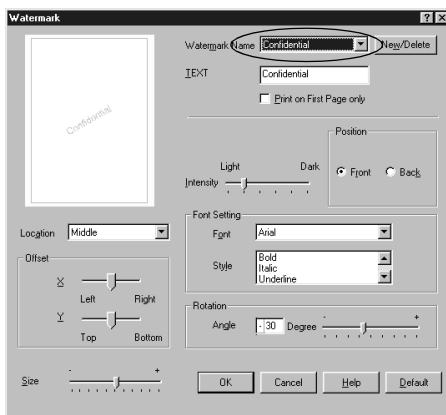 Watermark
Watermark Name Confidential New/Delete
TEXT Confidential
Print on First Page only
Confidential
Position
Light Dark
Intensity
Front Back
Location Middle
Font Setting
Font Arial
Style Bold
Italic
Underline
Offset
X
Left Right
Y
Top Bottom
Rotation
Angle - 30 Degree - +
Size - +
OK Cancel Help Default